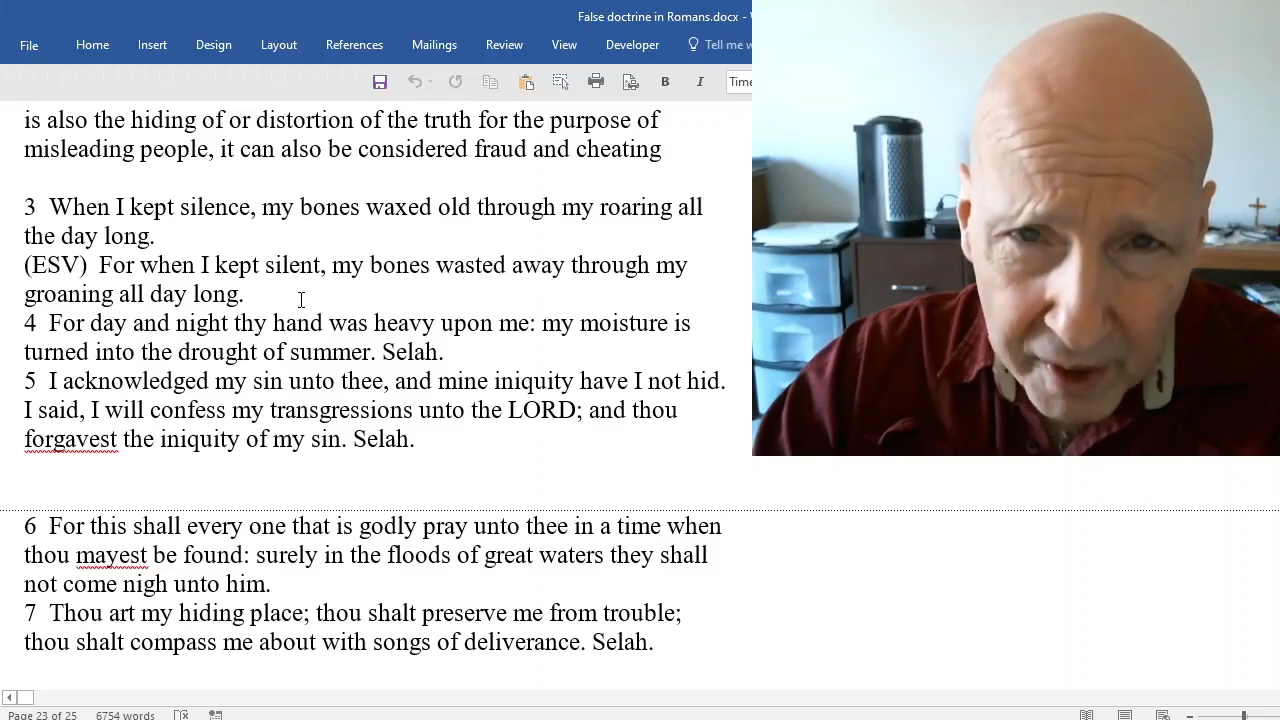 False doctrine in Romans.docx -
File Home Insert Design Layout References Mailings Review View Developer Tell me
B I
is also the hiding of or distortion of the truth for the purpose of
misleading people, it can also be considered fraud and cheating
3 When I kept silence, my bones waxed old through my roaring all
the day long.
(ESV) For when I kept silent, my bones wasted away through my
groaning all day long.
4 For day and night thy hand was heavy upon me: my moisture is
turned into the drought of summer. Selah.
5 I acknowledged my sin unto thee, and mine iniquity have I not hid.
I said, I will confess my transgressions unto the LORD; and thou
forgavest the iniquity of my sin. Selah.
6 For this shall every one that is godly pray unto thee in a time when
thou mayest be found: surely in the floods of great waters they shall
not come nigh unto him.
7 Thou art my hiding place; thou shalt preserve me from trouble;
thou shalt compass me about with songs of deliverance. Selah.
Page 23 of 25 6754 words